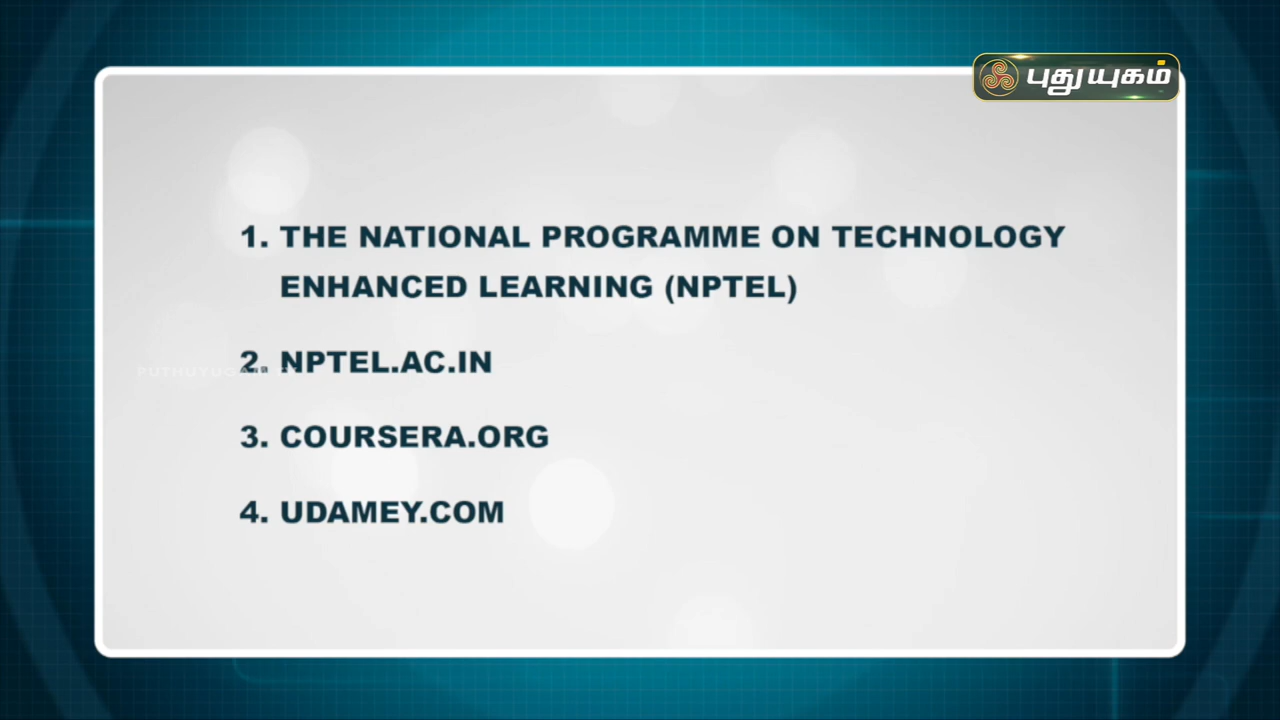 புதுயுகம்
1. THE NATIONAL PROGRAMME ON TECHNOLOGY
ENHANCED LEARNING (NPTEL)
2. NPTEL.AC.IN
3. COURSERA.ORG
4. UDAMEY.COM